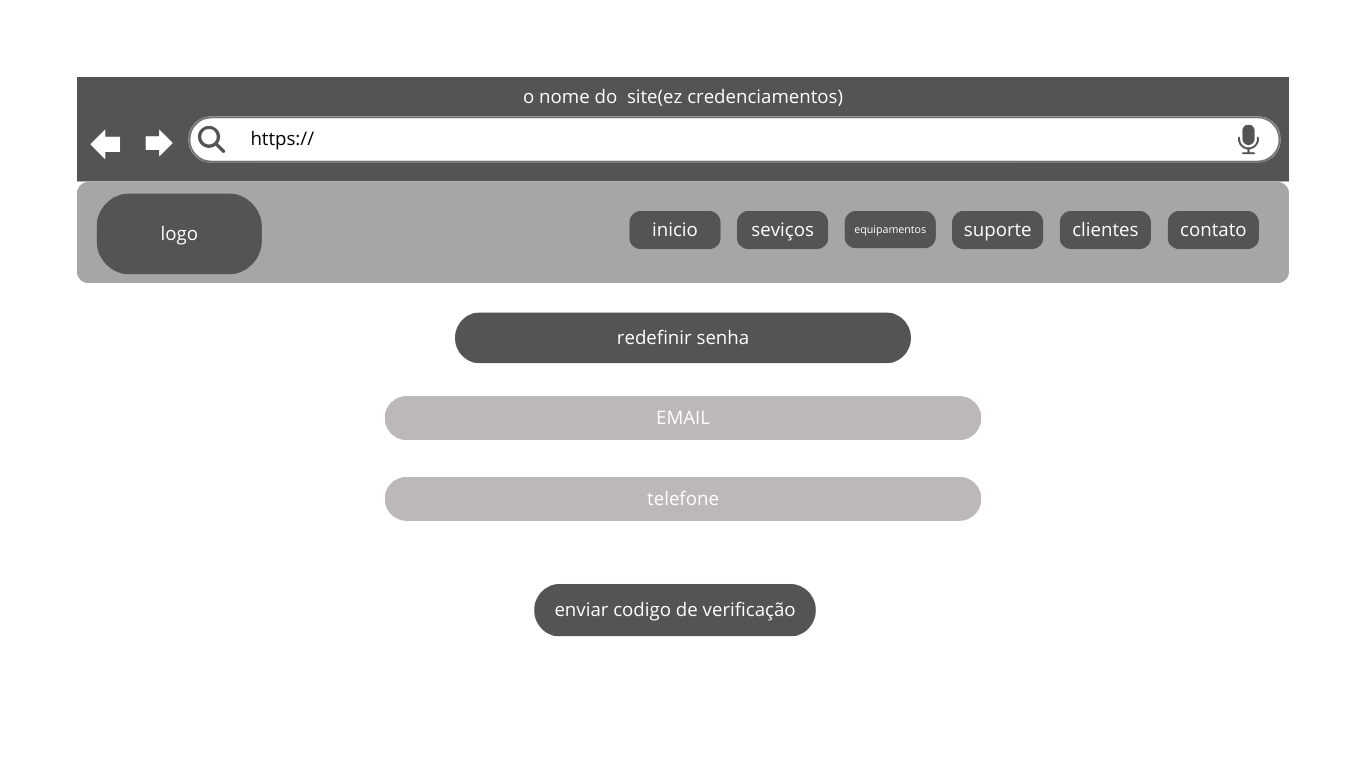 o nome do  site(ez credenciamentos)
https://
logo
inicio
seviços
equipamentos
suporte
clientes
contato
redefinir senha
EMAIL
telefone
enviar codigo de verificação